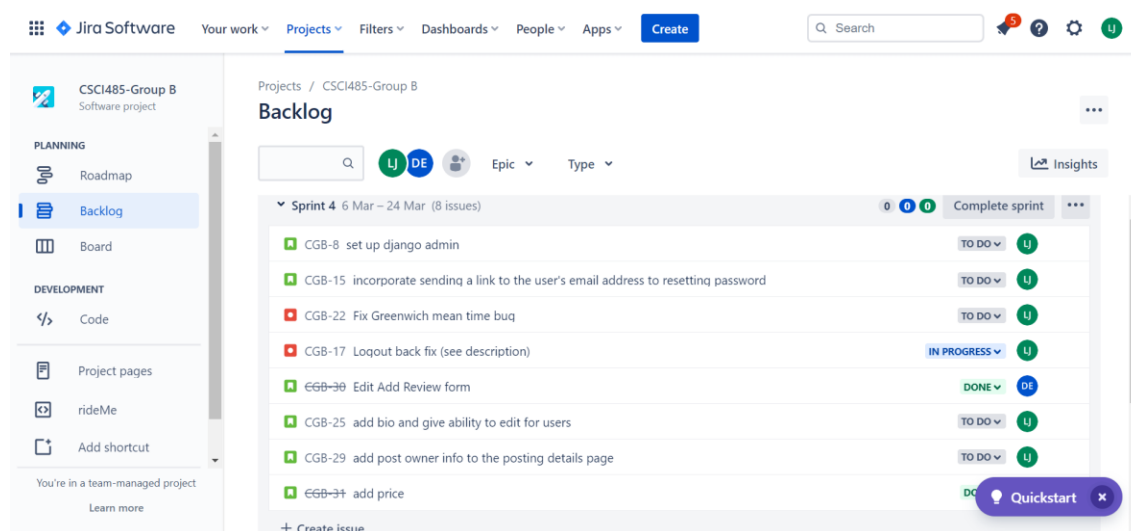 Jira Software Your work Projects Filters Dashboards People Apps Create Search 5 LJ
CSCI485-Group B
Software project
PLANNING
Roadmap
Backlog
Board
DEVELOPMENT
Code
Project pages
rideMe
Add shortcut
You're in a team-managed project
Learn more
Projects / CSCI485-Group B
Backlog
LJ DE Epic Type Insights
Sprint 4 6 Mar – 24 Mar (8 issues) 0 0 0 Complete sprint
CGB-8 set up django admin TO DO LJ
CGB-15 incorporate sending a link to the user's email address to resetting password TO DO LJ
CGB-22 Fix Greenwich mean time bug TO DO LJ
CGB-17 Logout back fix (see description) IN PROGRESS LJ
CGB-30 Edit Add Review form DONE DE
CGB-25 add bio and give ability to edit for users TO DO LJ
CGB-29 add post owner info to the posting details page TO DO LJ
CGB-31 add price
Quickstart
+ Create issue